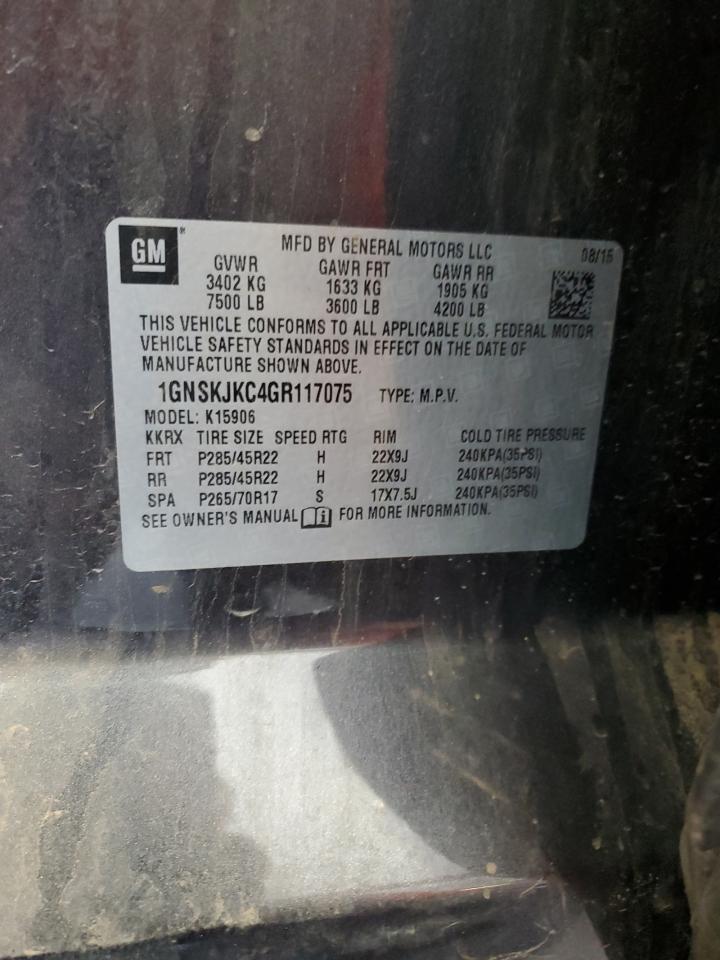 GM
MFD BY GENERAL MOTORS LLC 08/15
GVWR GAWR FRT GAWR RR
3402 KG 1633 KG 1905 KG
7500 LB 3600 LB 4200 LB
THIS VEHICLE CONFORMS TO ALL APPLICABLE U.S. FEDERAL MOTOR
VEHICLE SAFETY STANDARDS IN EFFECT ON THE DATE OF
MANUFACTURE SHOWN ABOVE.
1GNSKJKC4GR117075 TYPE: M.P.V.
MODEL: K15906
KKRX TIRE SIZE SPEED RTG RIM COLD TIRE PRESSURE
FRT P285/45R22 H 22X9J 240KPA(35PSI)
RR P285/45R22 H 22X9J 240KPA(35PSI)
SPA P265/70R17 S 17X7.5J 240KPA(35PSI)
SEE OWNER'S MANUAL FOR MORE INFORMATION.